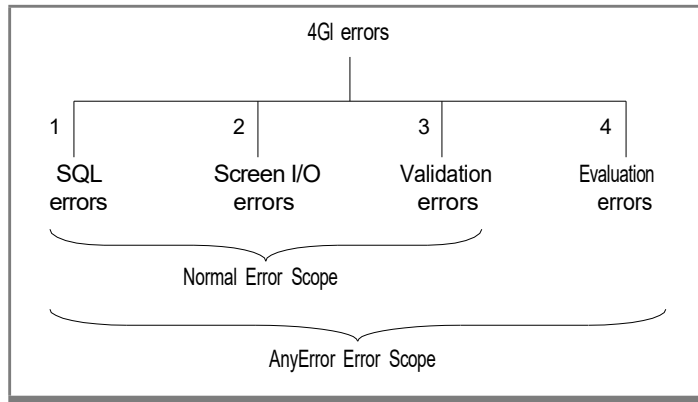 4Gl errors
1 2 3 4
SQL errors
Screen I/O errors
Validation errors
Evaluation errors
Normal Error Scope
AnyError Error Scope